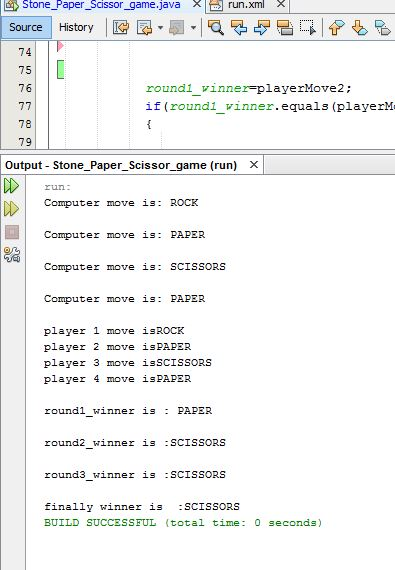 Stone_Paper_Scissor_game.java
run.xml
Source
History
74
75
76 round1_winner=playerMove2;
77 if(round1_winner.equals(playerMo
78 {
79
Output - Stone_Paper_Scissor_game (run)
run:
Computer move is: ROCK
Computer move is: PAPER
Computer move is: SCISSORS
Computer move is: PAPER
player 1 move isROCK
player 2 move isPAPER
player 3 move isSCISSORS
player 4 move isPAPER
round1_winner is : PAPER
round2_winner is :SCISSORS
round3_winner is :SCISSORS
finally winner is  :SCISSORS
BUILD SUCCESSFUL (total time: 0 seconds)